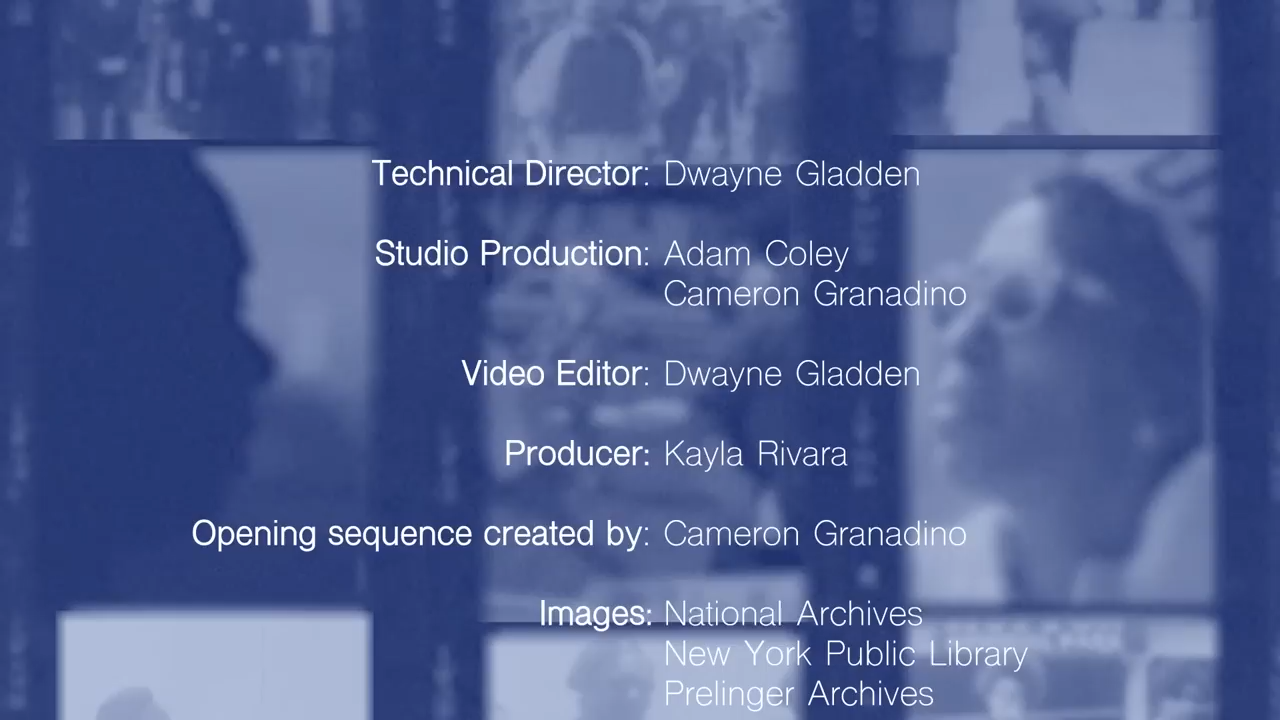 Technical Director: Dwayne Gladden
Studio Production: Adam Coley
Cameron Granadino
Video Editor: Dwayne Gladden
Producer: Kayla Rivara
Opening sequence created by: Cameron Granadino
Images: National Archives
New York Public Library
Prelinger Archives